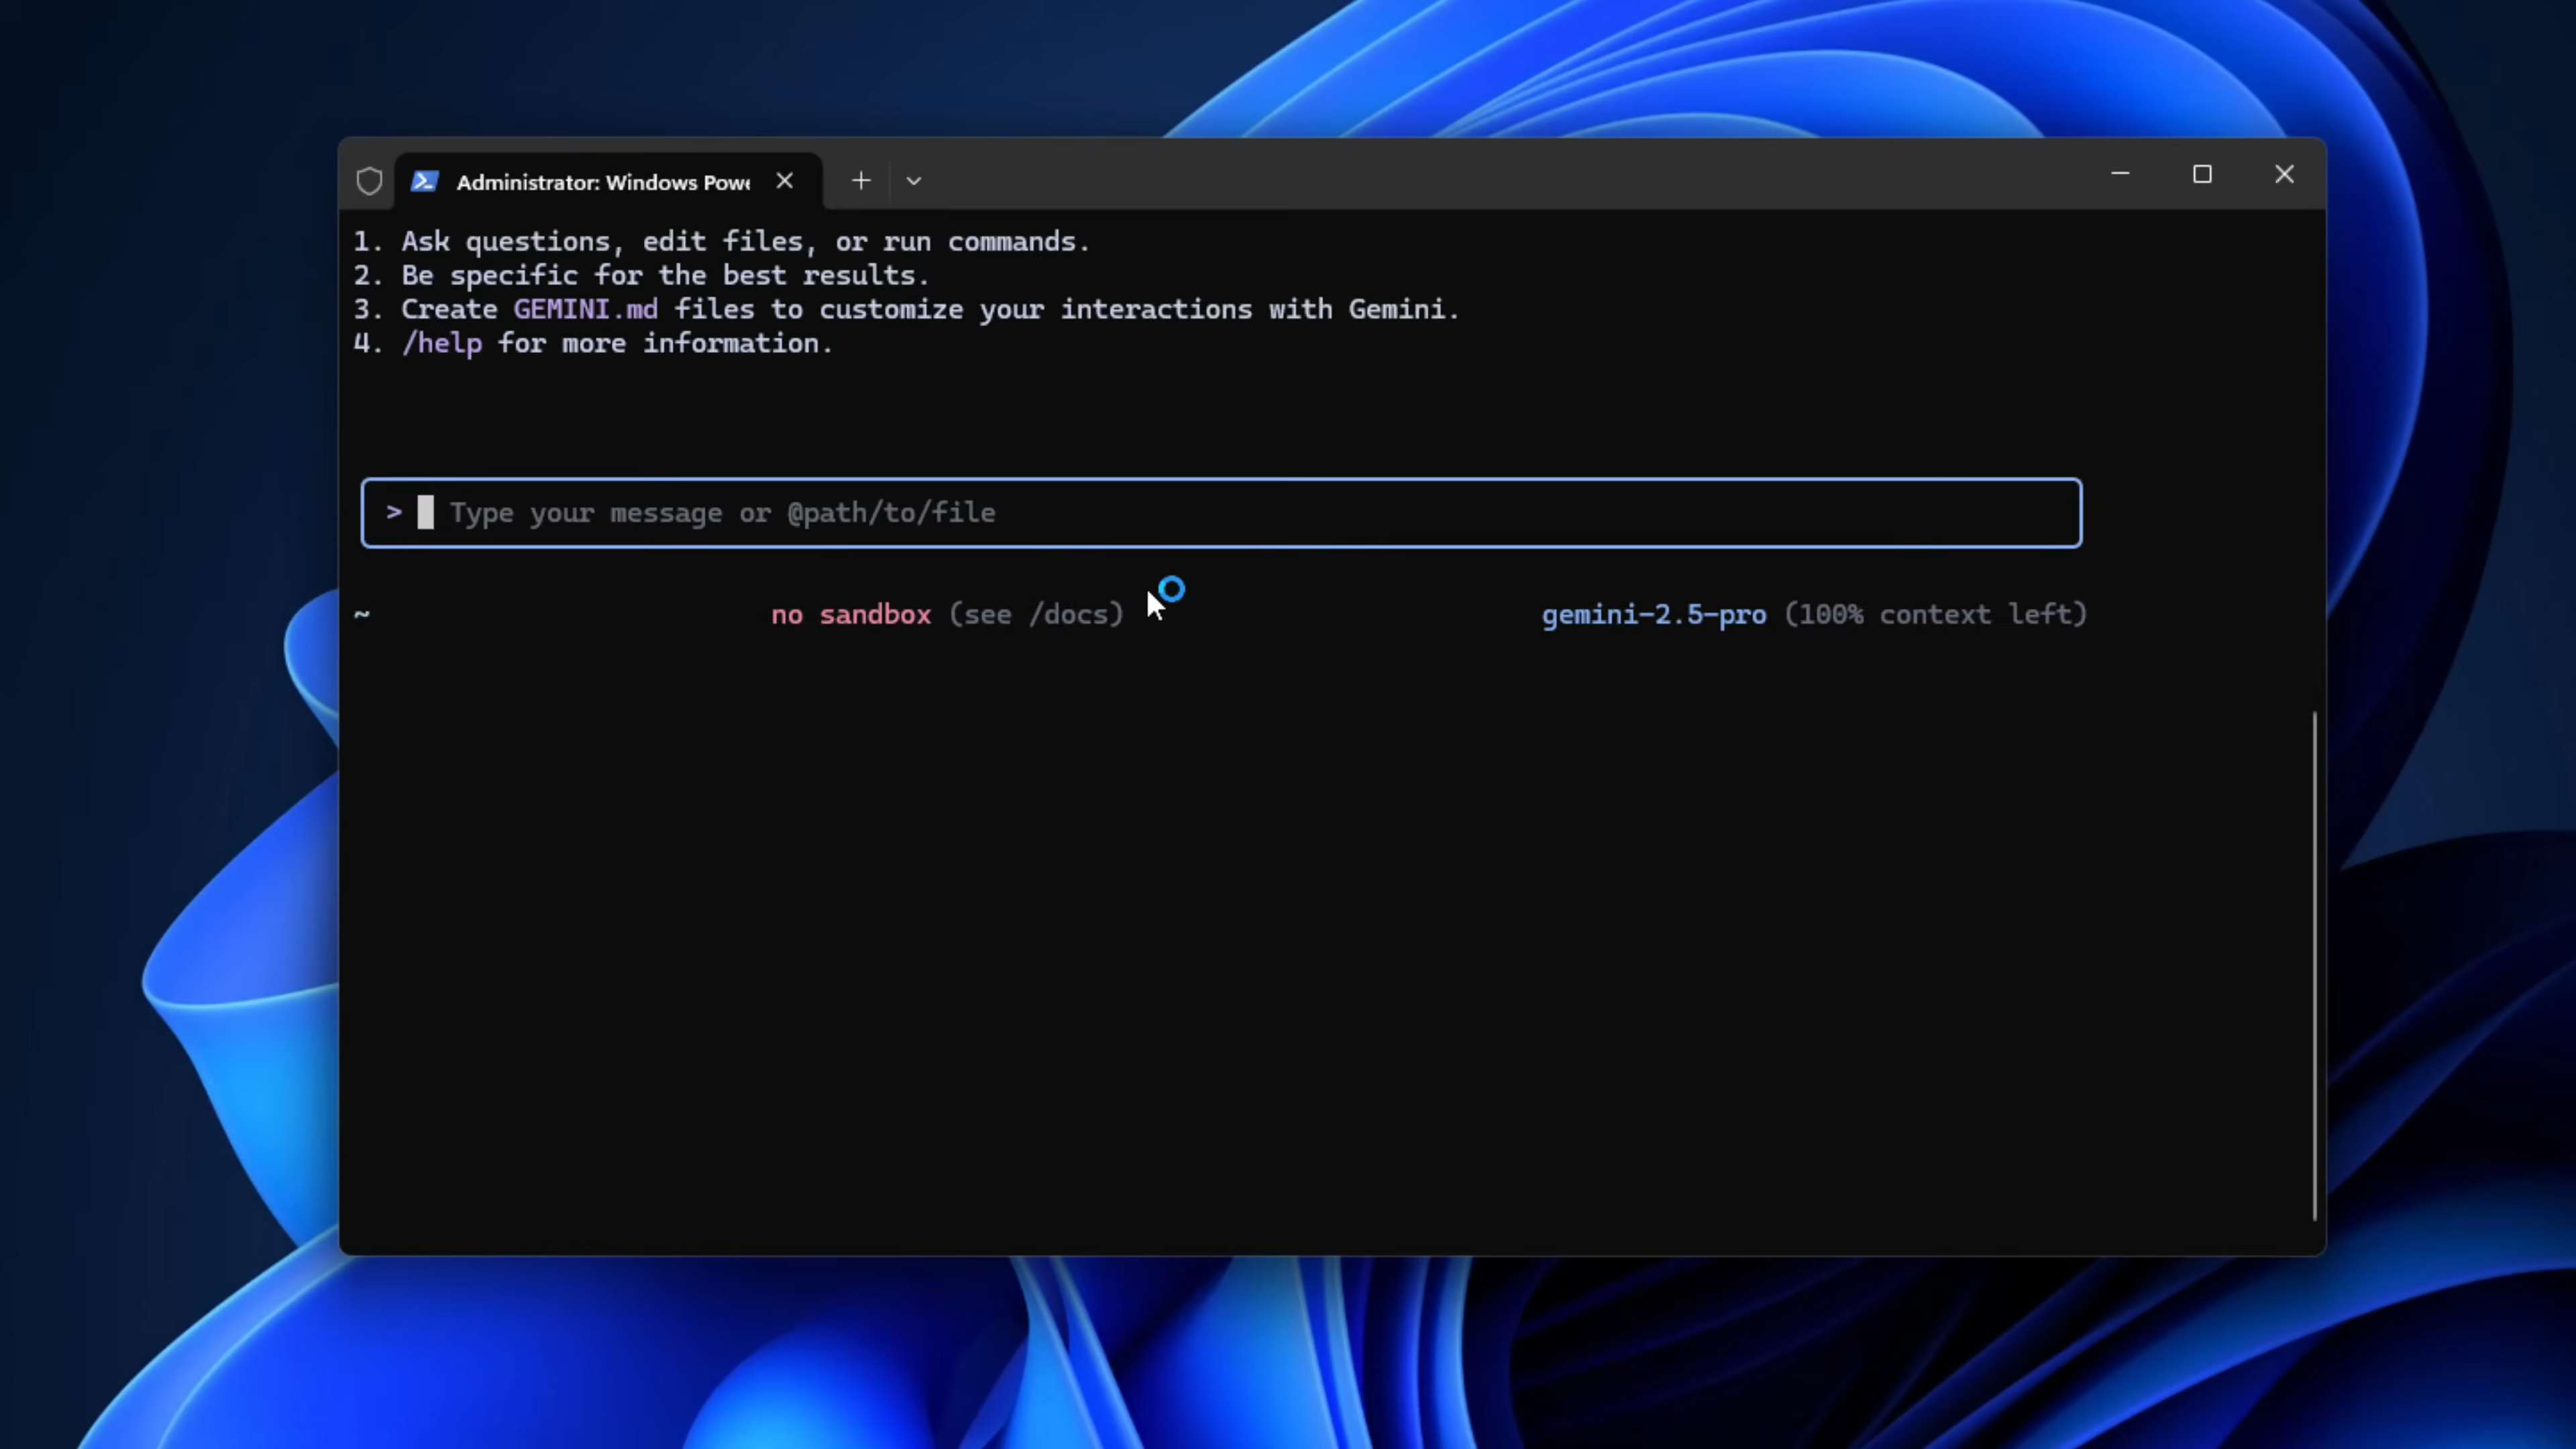 Administrator: Windows Powe
1. Ask questions, edit files, or run commands.
2. Be specific for the best results.
3. Create GEMINI.md files to customize your interactions with Gemini.
4. /help for more information.
> Type your message or @path/to/file
~ no sandbox (see /docs) gemini-2.5-pro (100% context left)